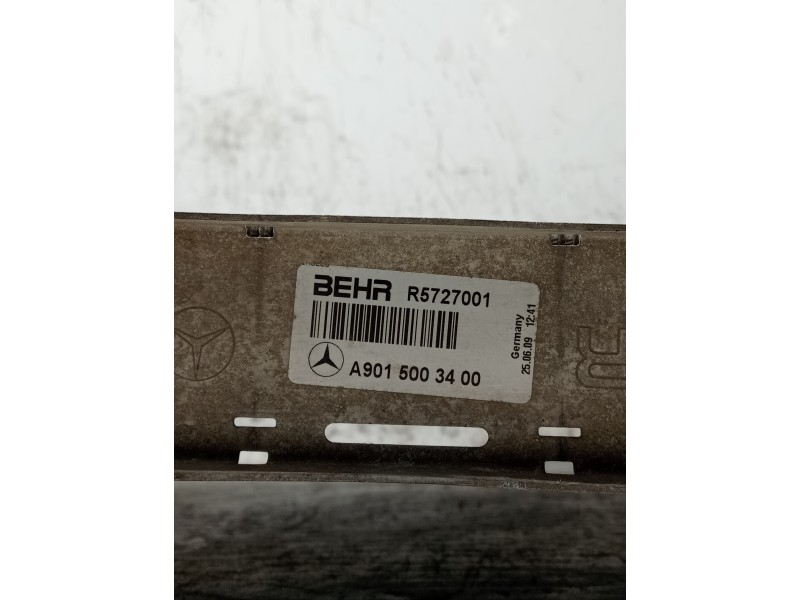 BEHR R5727001
A901 500 34 00
Germany
25.06.09 12:41